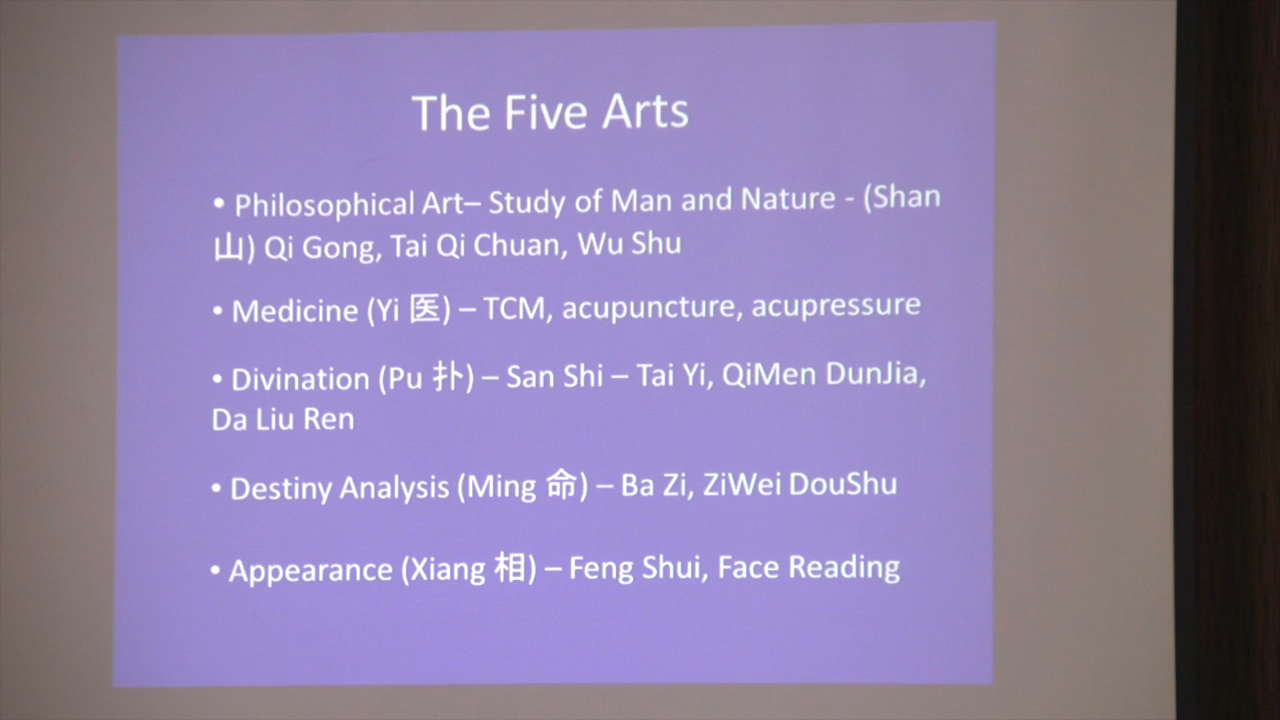 The Five Arts
• Philosophical Art– Study of Man and Nature - (Shan
山) Qi Gong, Tai Qi Chuan, Wu Shu
• Medicine (Yi 医) – TCM, acupuncture, acupressure
• Divination (Pu 扑) – San Shi – Tai Yi, QiMen DunJia,
Da Liu Ren
• Destiny Analysis (Ming 命) – Ba Zi, ZiWei DouShu
• Appearance (Xiang 相) – Feng Shui, Face Reading